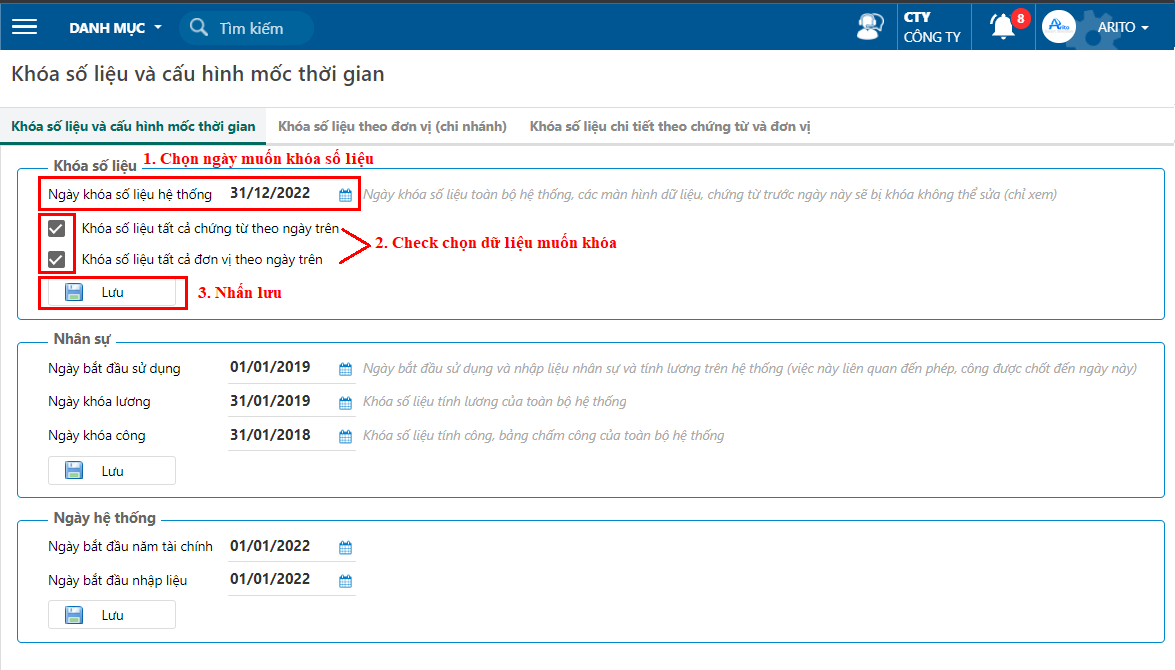 DANH MỤC
Tìm kiếm
CTY
CÔNG TY
8
Arito
ARITO
Khóa số liệu và cấu hình mốc thời gian
Khóa số liệu và cấu hình mốc thời gian
Khóa số liệu theo đơn vị (chi nhánh)
Khóa số liệu chi tiết theo chứng từ và đơn vị
1. Chọn ngày muốn khóa số liệu
Khóa số liệu
Ngày khóa số liệu hệ thống 31/12/2022 Ngày khóa số liệu toàn bộ hệ thống, các màn hình dữ liệu, chứng từ trước ngày này sẽ bị khóa không thể sửa (chỉ xem)
Khóa số liệu tất cả chứng từ theo ngày trên
2. Check chọn dữ liệu muốn khóa
Khóa số liệu tất cả đơn vị theo ngày trên
Lưu
3. Nhấn lưu
Nhân sự
Ngày bắt đầu sử dụng 01/01/2019 Ngày bắt đầu sử dụng và nhập liệu nhân sự và tính lương trên hệ thống (việc này liên quan đến phép, công được chốt đến ngày này)
Ngày khóa lương 31/01/2019 Khóa số liệu tính lương của toàn bộ hệ thống
Ngày khóa công 31/01/2018 Khóa số liệu tính công, bảng chấm công của toàn bộ hệ thống
Lưu
Ngày hệ thống
Ngày bắt đầu năm tài chính 01/01/2022
Ngày bắt đầu nhập liệu 01/01/2022
Lưu